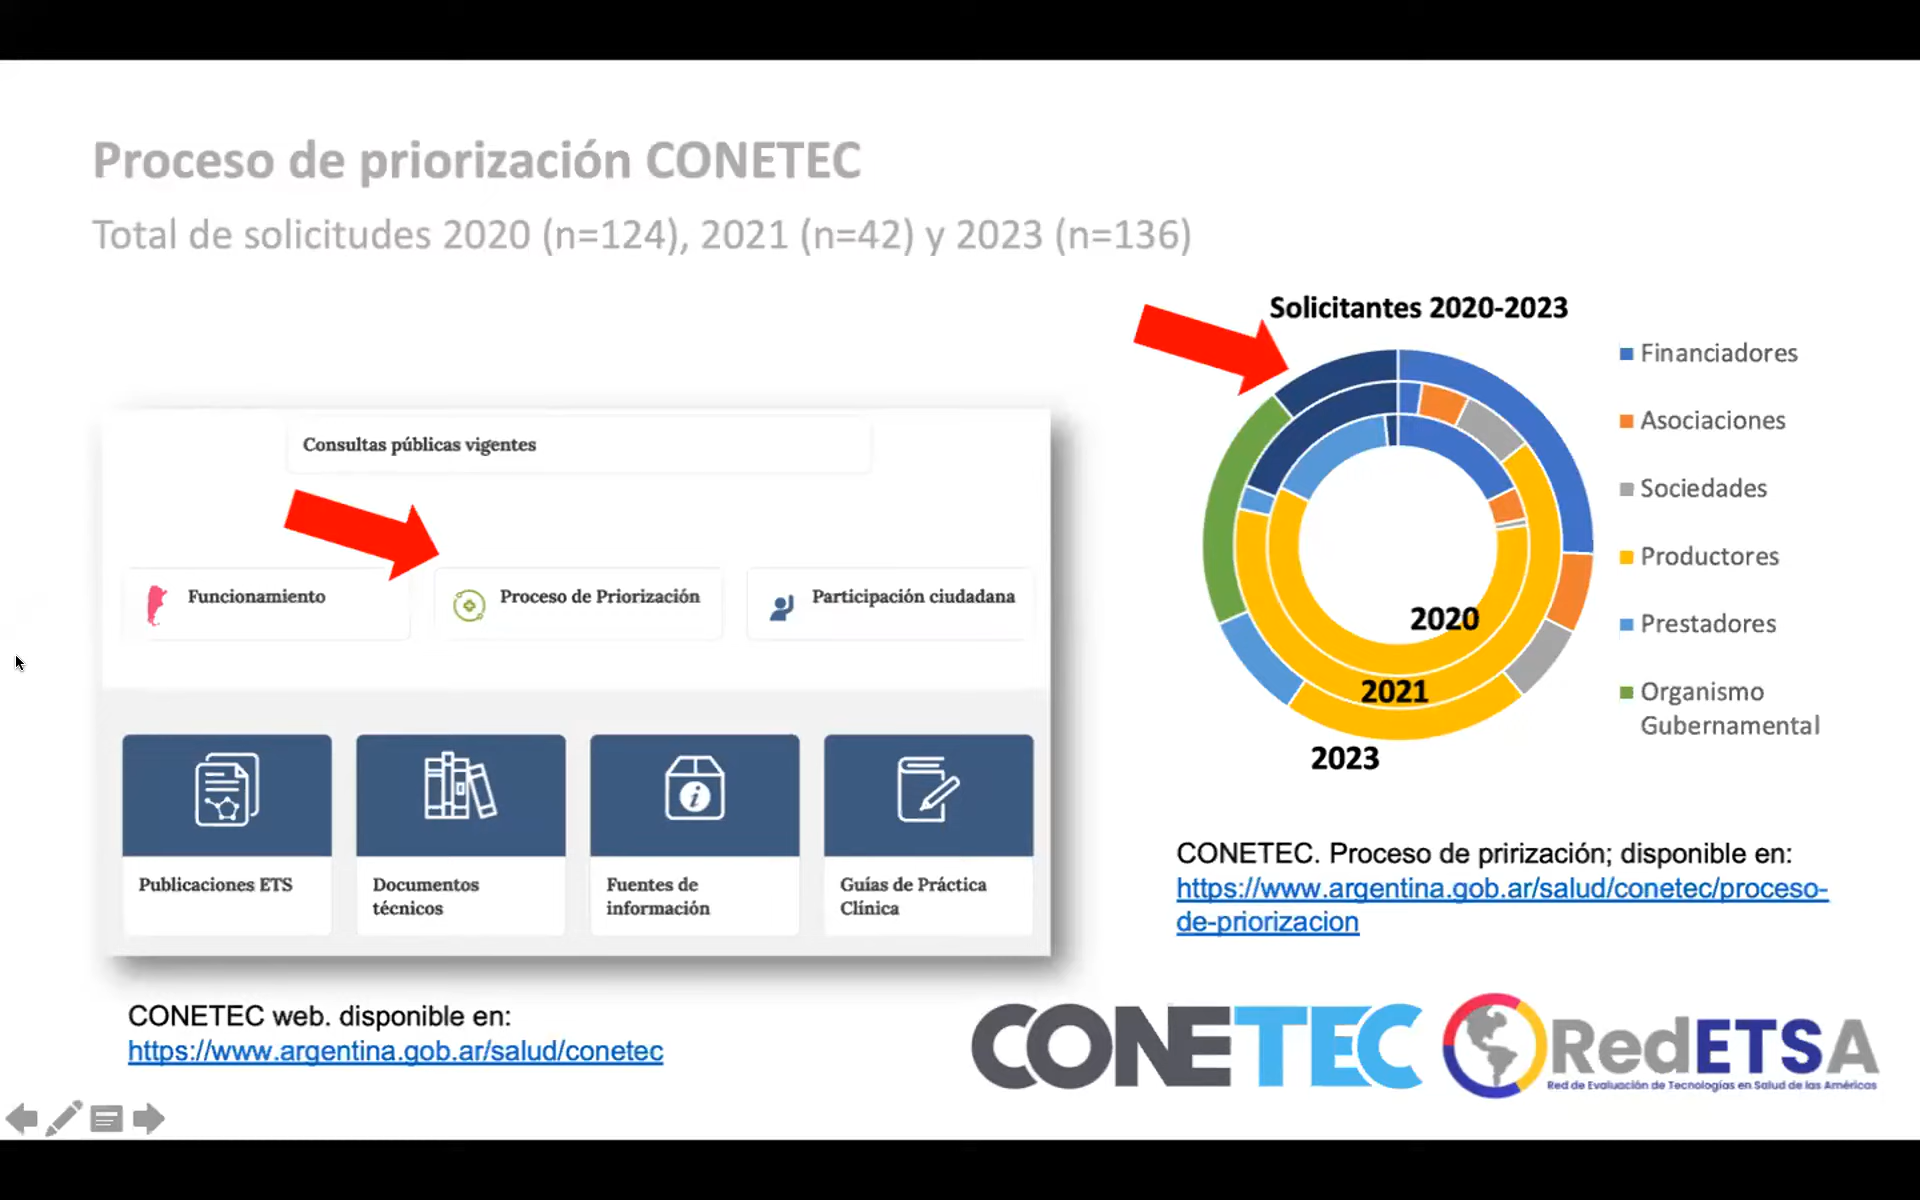 Proceso de priorización CONETEC
Total de solicitudes 2020 (n=124), 2021 (n=42) y 2023 (n=136)
Consultas públicas vigentes
Funcionamiento
Proceso de Priorización
Participación ciudadana
Publicaciones ETS
Documentos
técnicos
Fuentes de
información
Guías de Práctica
Clínica
CONETEC web. disponible en:
https://www.argentina.gob.ar/salud/conetec
Solicitantes 2020-2023
2020
2021
2023
Financiadores
Asociaciones
Sociedades
Productores
Prestadores
Organismo
Gubernamental
CONETEC. Proceso de prirización; disponible en:
https://www.argentina.gob.ar/salud/conetec/proceso-
de-priorizacion
CONETEC
RedETSA
Red de Evaluación de Tecnologías en Salud de las Américas